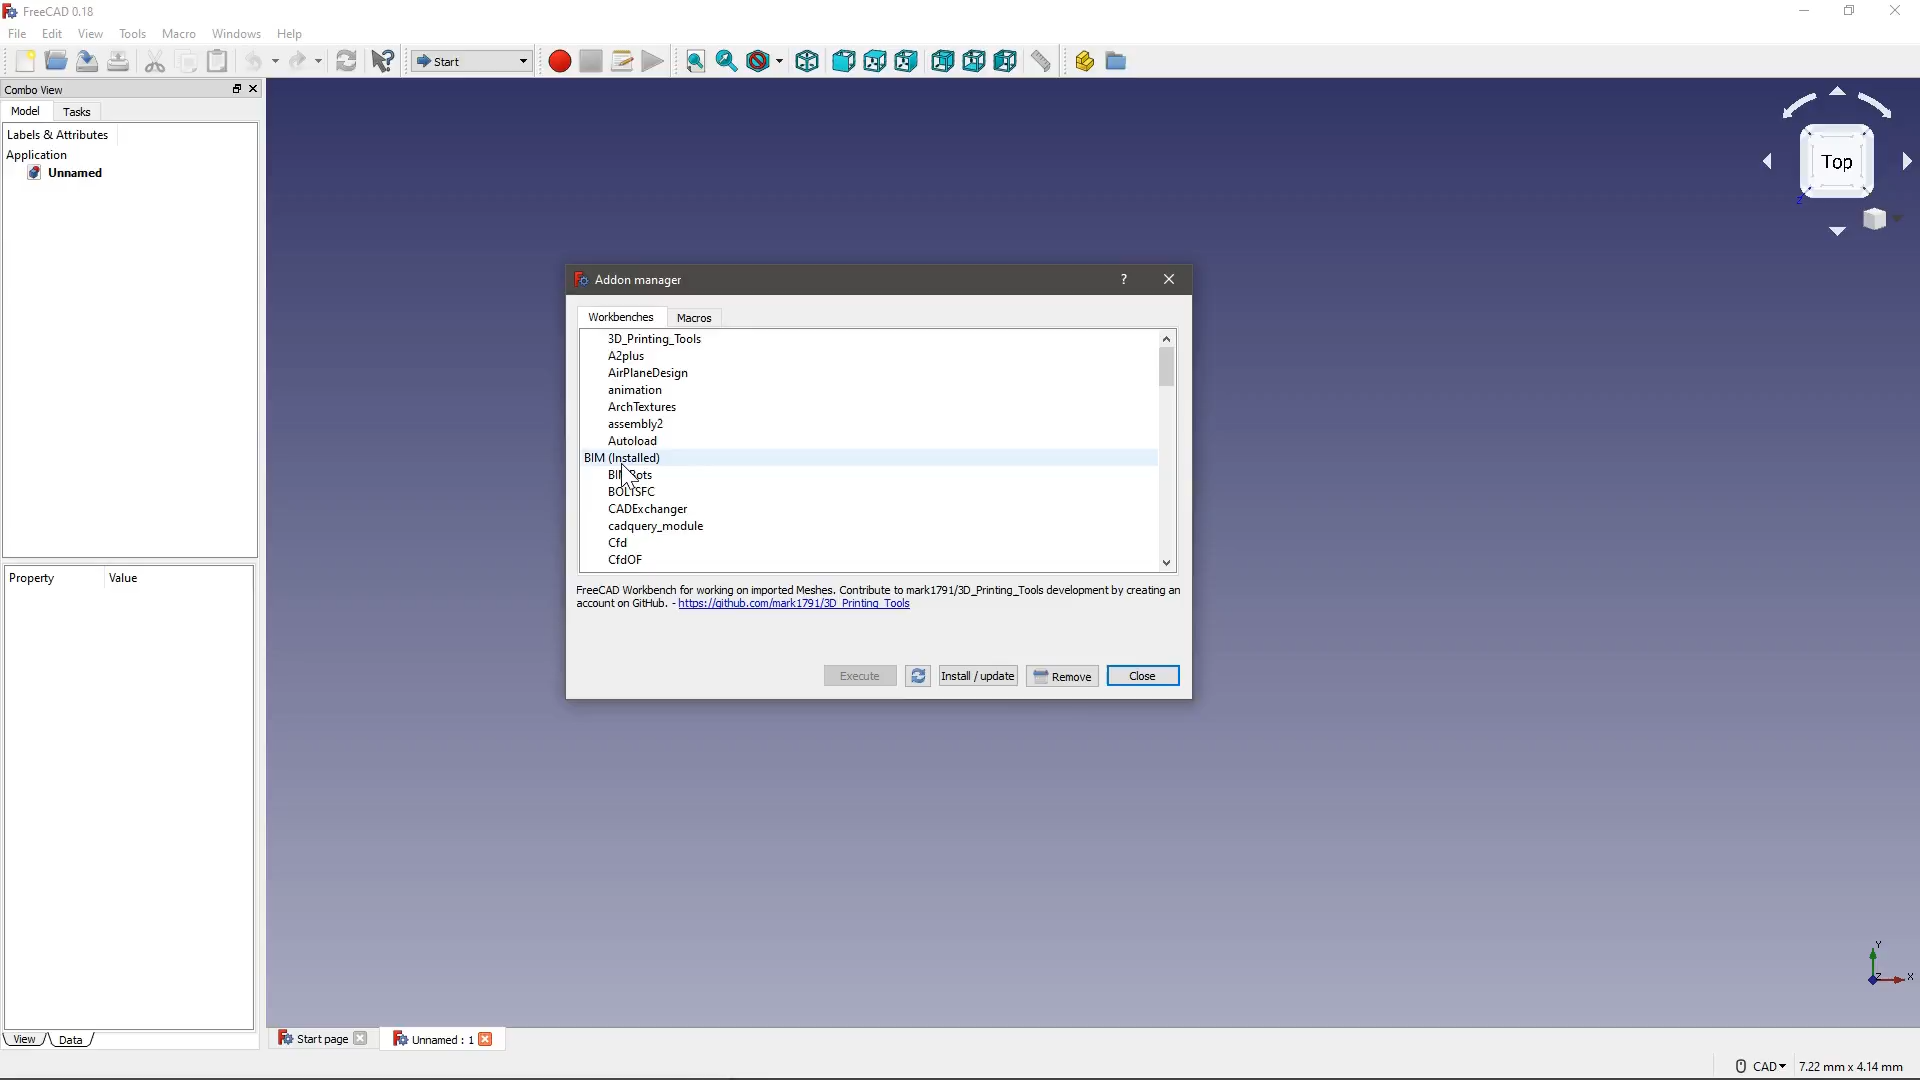 FreeCAD 0.18
File Edit View Tools Macro Windows Help
Start
Combo View
Model Tasks
Labels & Attributes
Application
Unnamed
Property Value
View Data
Top
Z
Addon manager ?
Workbenches Macros
3D_Printing_Tools
A2plus
AirPlaneDesign
animation
ArchTextures
assembly2
Autoload
BIM (Installed)
BOLTSFC
CADExchanger
cadquery_module
Cfd
CfdOF
FreeCAD Workbench for working on imported Meshes. Contribute to mark1791/3D_Printing_Tools development by creating an
account on GitHub. - https://github.com/mark1791/3D_Printing_Tools
Execute Install / update Remove Close
Y
Z X
Start page Unnamed : 1
CAD 7.22 mm x 4.14 mm